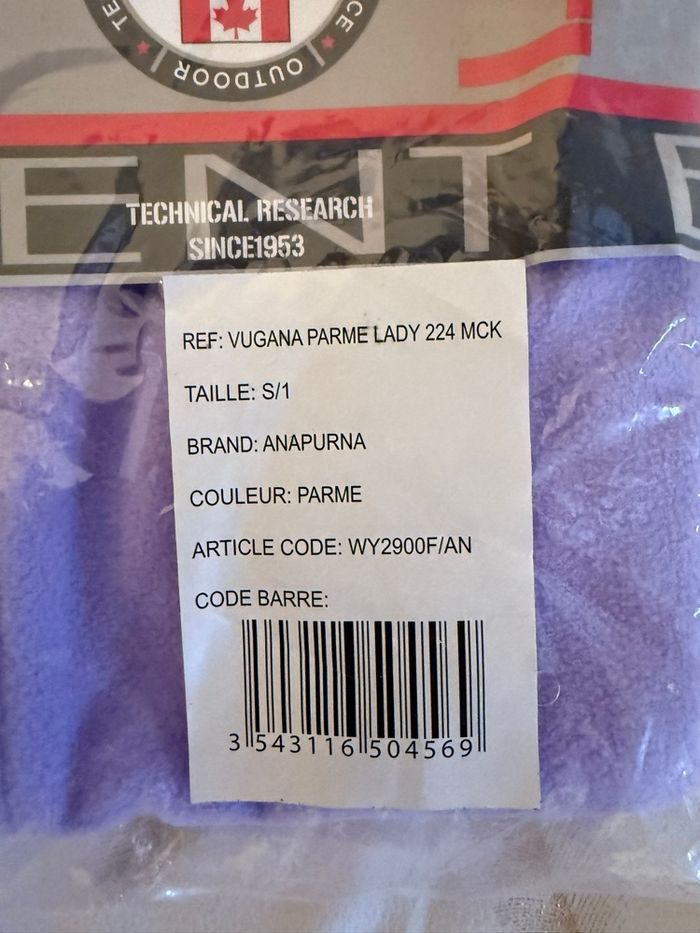 OUTDOOR
ENT
TECHNICAL RESEARCH
SINCE1953
REF: VUGANA PARME LADY 224 MCK
TAILLE: S/1
BRAND: ANAPURNA
COULEUR: PARME
ARTICLE CODE: WY2900F/AN
CODE BARRE:
3 543116 504569